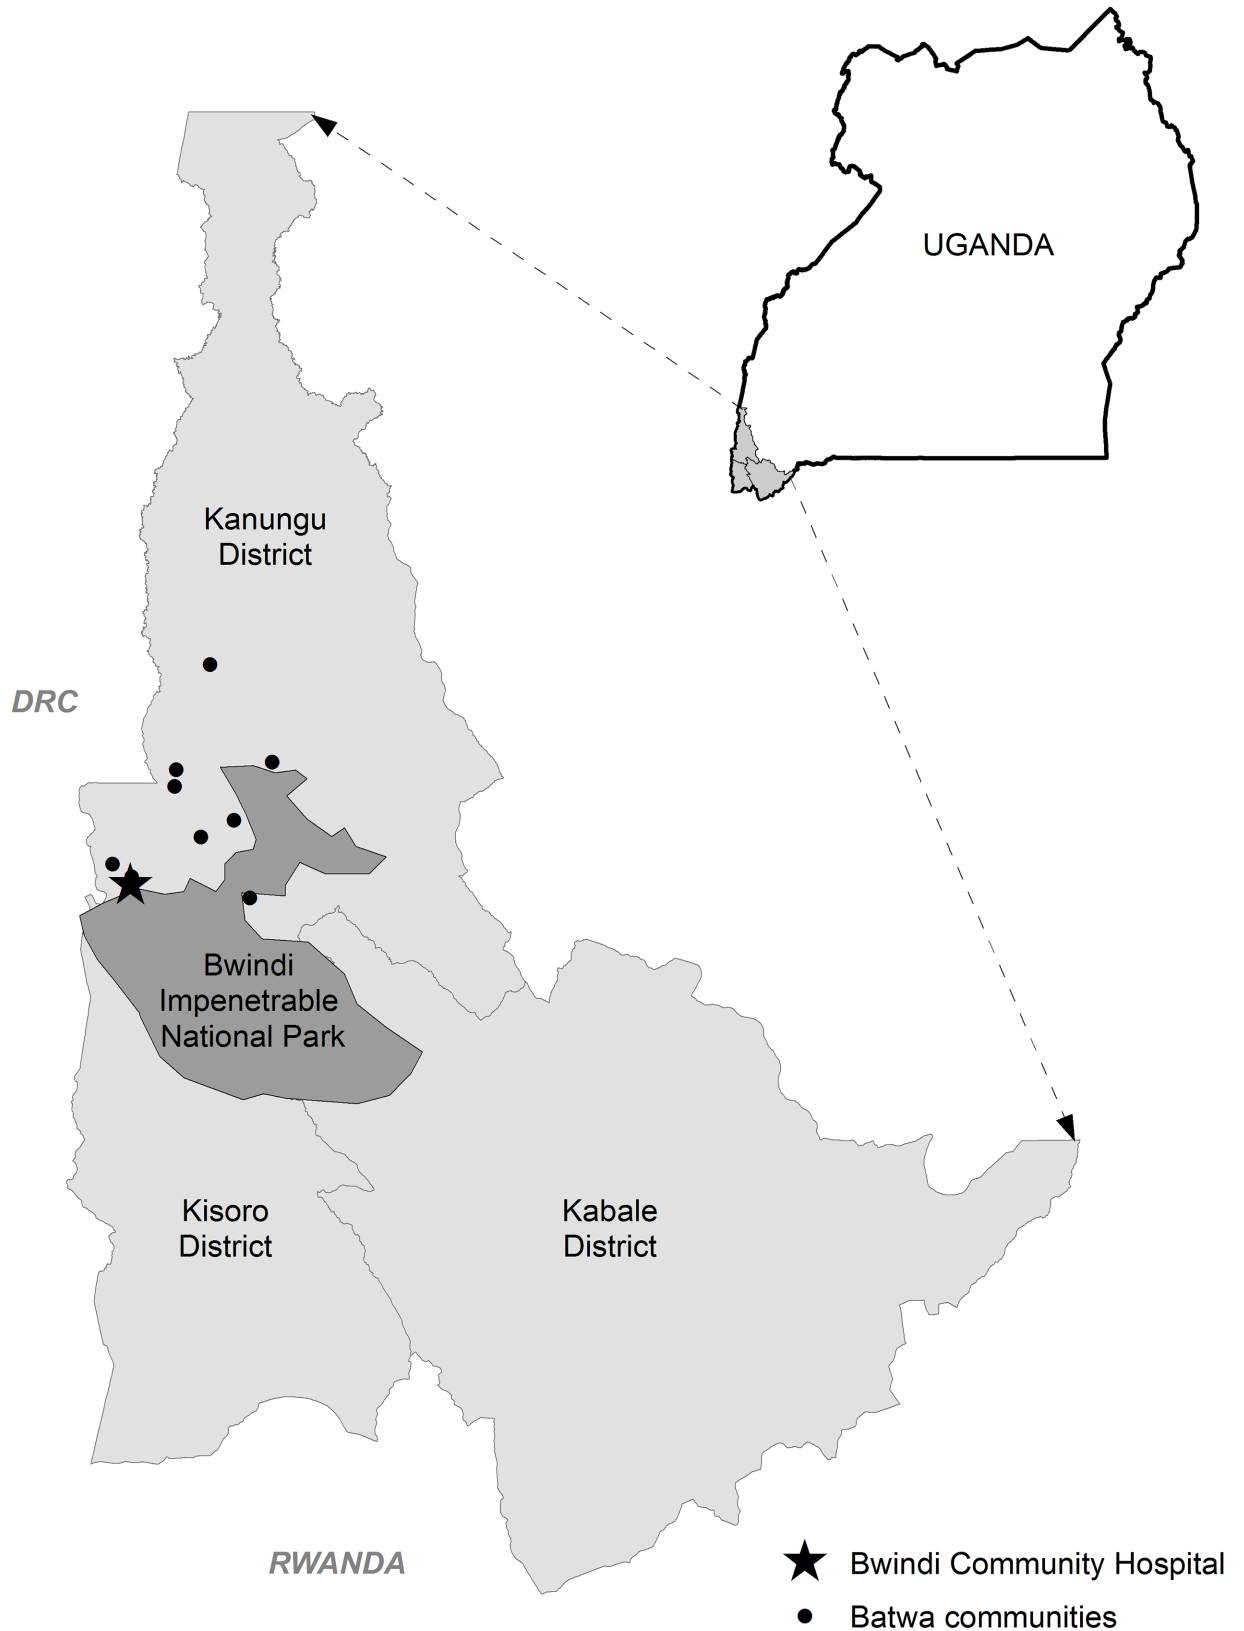 UGANDA
Kanungu
District
DRC
Bwindi
Impenetrable
National Park
Kisoro
District
Kabale
District
RWANDA
Bwindi Community Hospital
Batwa communities